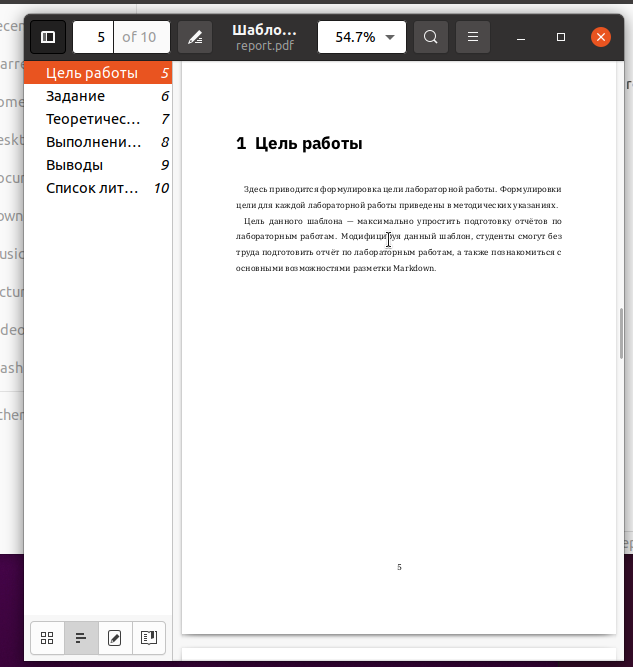 5
of 10
Шабло...
report.pdf
54.7%
Цель работы 5
Задание 6
Теоретичес... 7
Выполнени... 8
Выводы 9
Список лит... 10
1 Цель работы
Здесь приводится формулировка цели лабораторной работы. Формулировки
цели для каждой лабораторной работы приведены в методических указаниях.
Цель данного шаблона — максимально упростить подготовку отчётов по
лабораторным работам. Модифицируя данный шаблон, студенты смогут без
труда подготовить отчёт по лабораторным работам, а также познакомиться с
основными возможностями разметки Markdown.
5